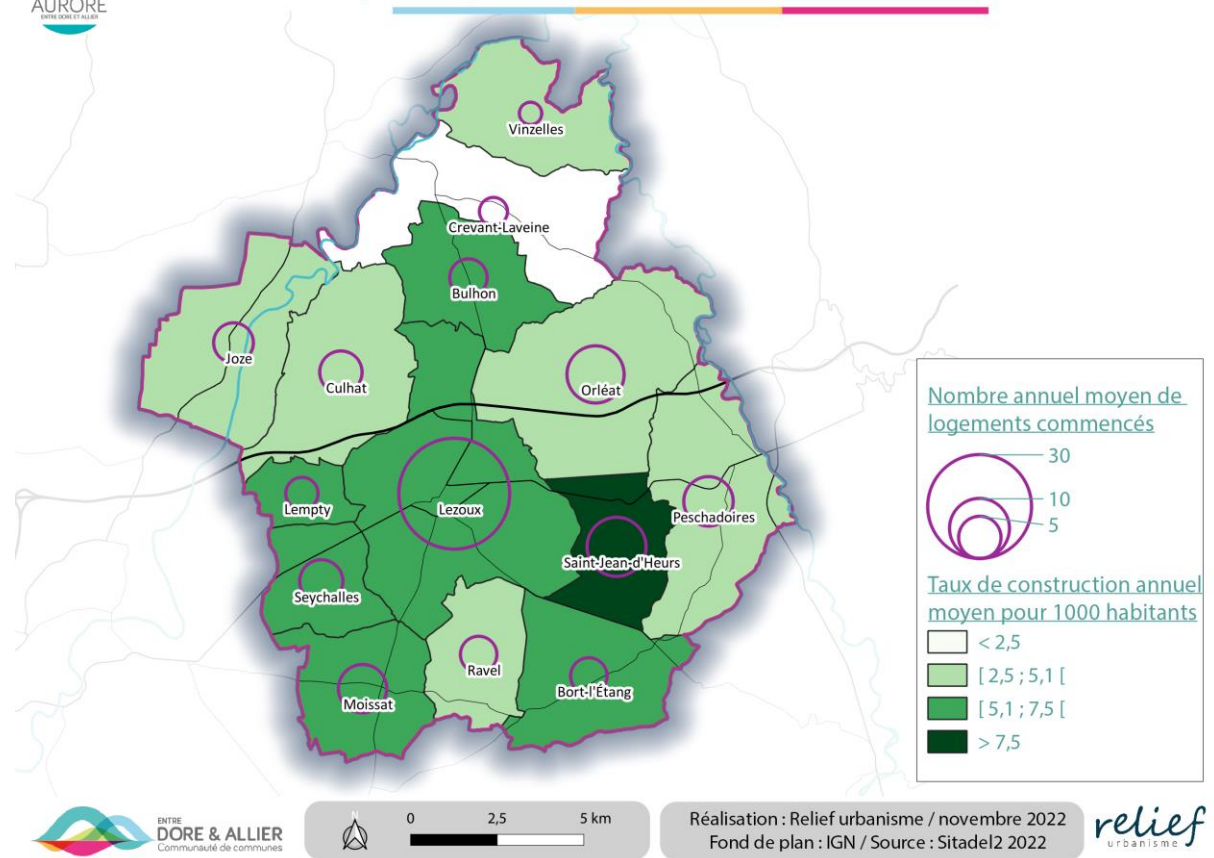 AURORE
ENTRE DORE ET ALLIER
Vinzelles
Crevant-Laveine
Bulhon
Joze
Culhat
Orléat
Lempty
Lezoux
Peschadoires
Saint-Jean-d'Heurs
Seychalles
Ravel
Bort-l'Étang
Moissat
Nombre annuel moyen de
logements commencés
30
10
5
Taux de construction annuel
moyen pour 1000 habitants
< 2,5
[ 2,5 ; 5,1 [
[ 5,1 ; 7,5 [
> 7,5
ENTRE
DORE & ALLIER
Communauté de communes
N
0 2,5 5 km
Réalisation : Relief urbanisme / novembre 2022
Fond de plan : IGN / Source : Sitadel2 2022
relief
urbanisme